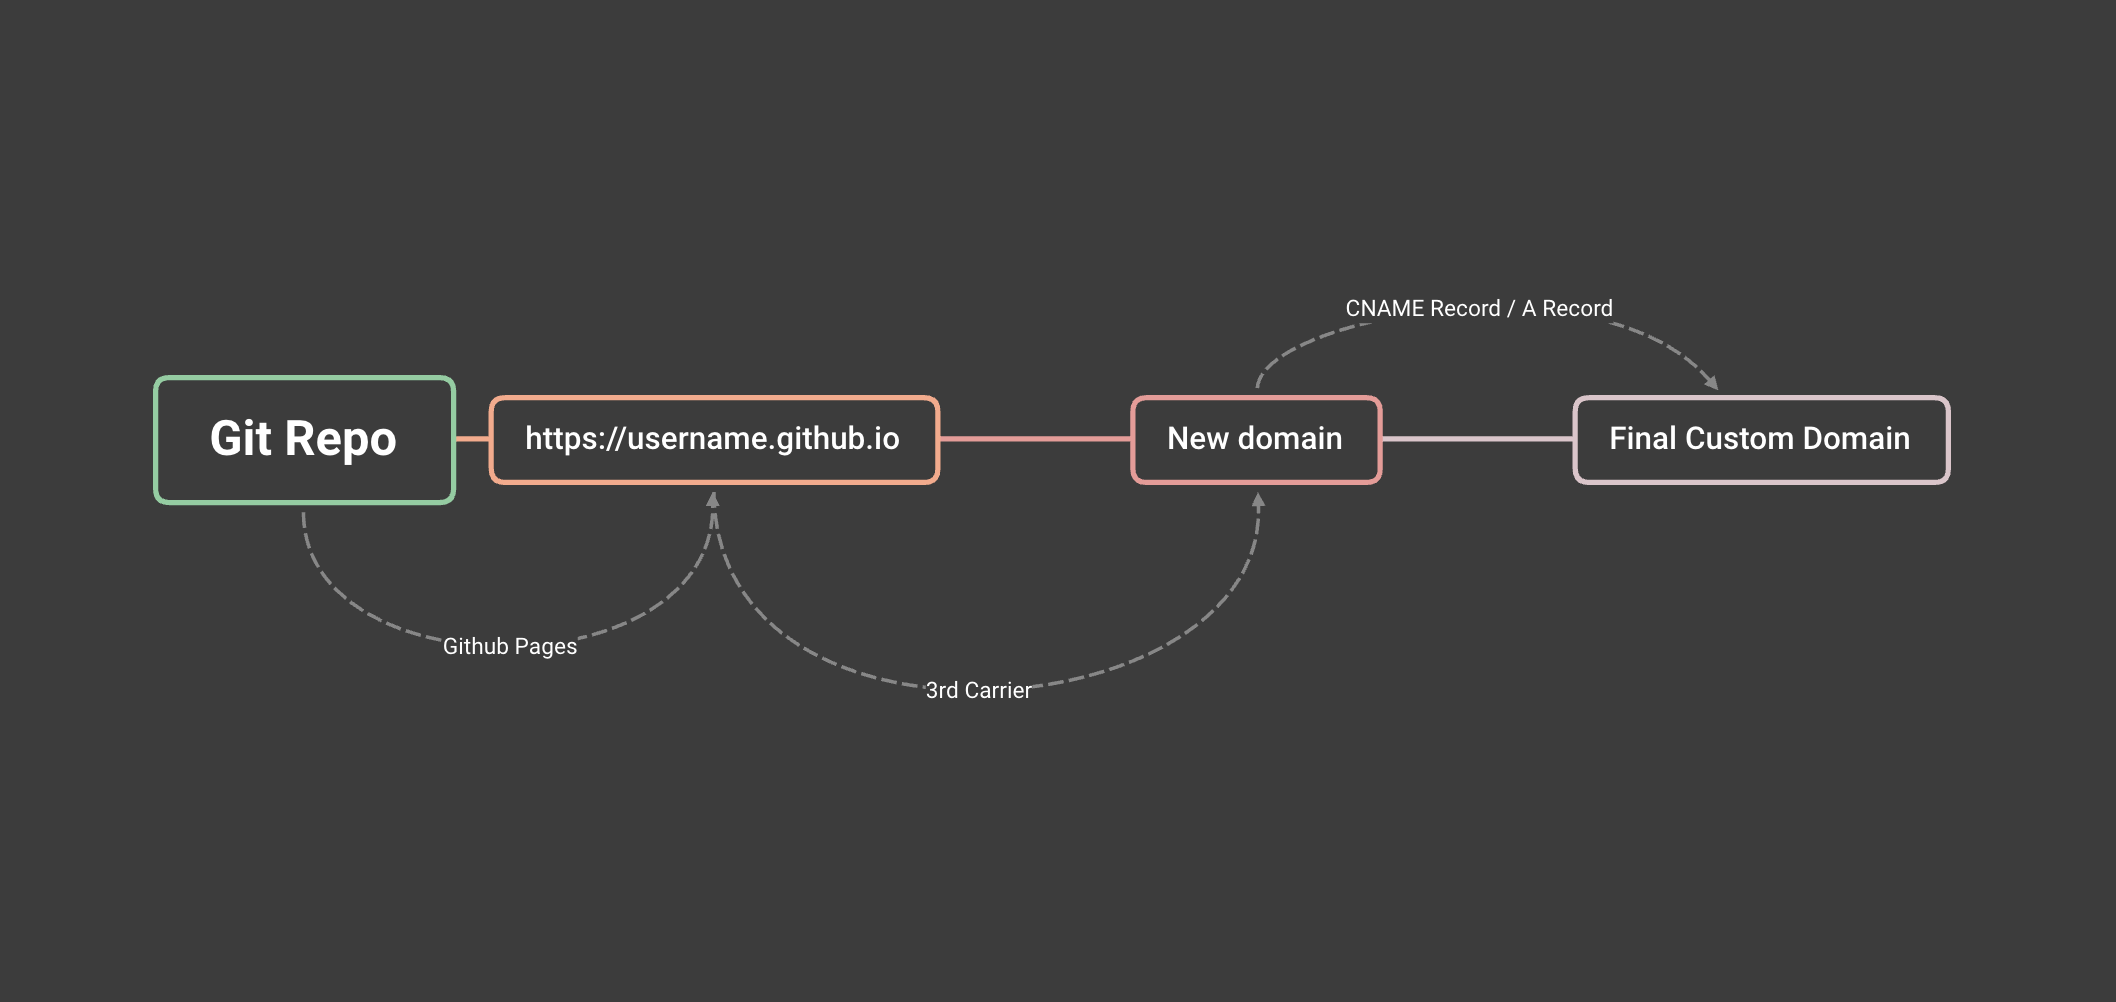 CNAME Record / A Record
Git Repo
https://username.github.io
New domain
Final Custom Domain
Github Pages
3rd Carrier